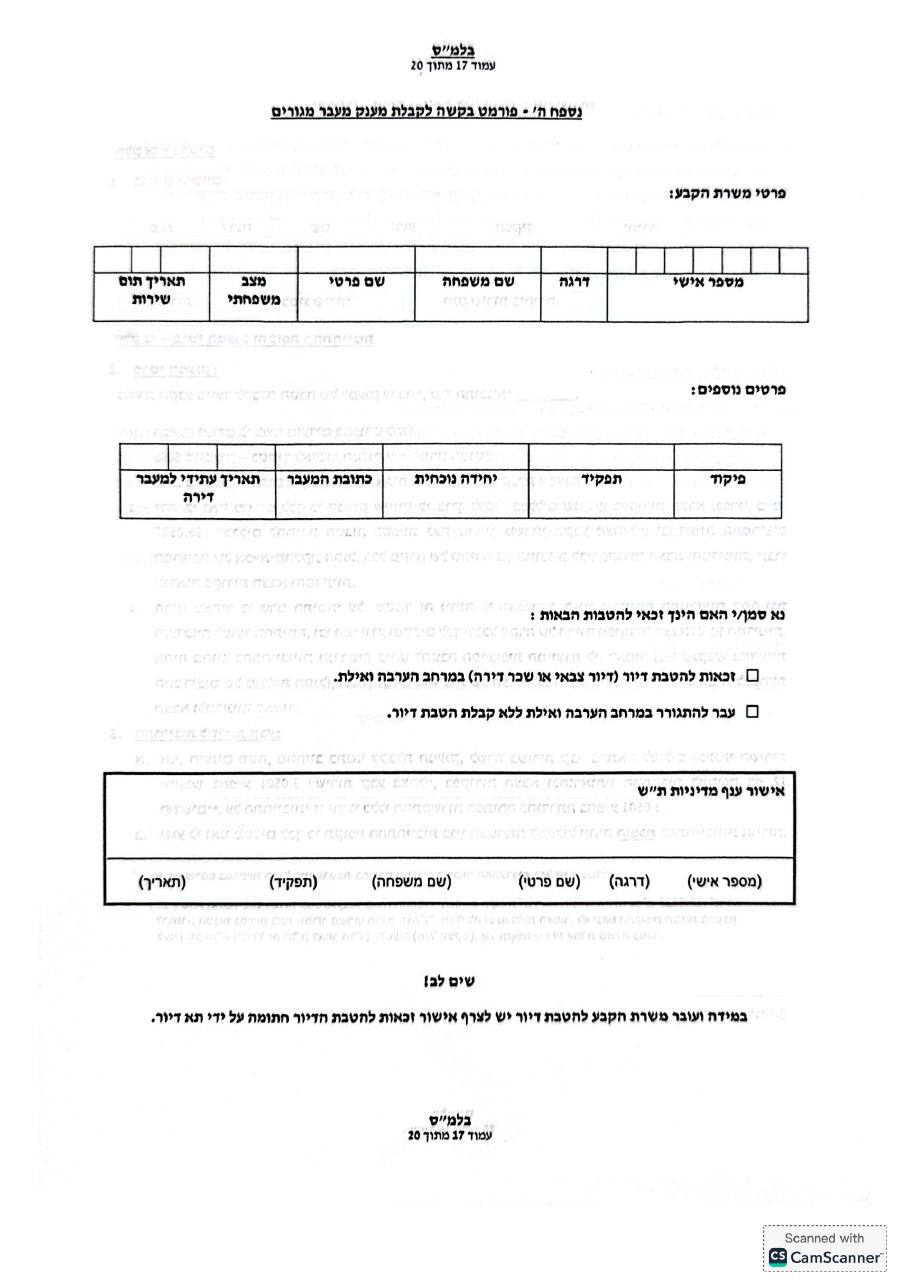 בלמ"ס
עמוד 17 מתוך 20
נספח ה' - פורמט בקשה לקבלת מענק מעבר מגורים
פרטי משרת הקבע:
מספר אישי דרגה שם משפחה שם פרטי מצב משפחתי תאריך תום שירות
פרטים נוספים:
פיקוד תפקיד יחידה נוכחית כתובת המעבר תאריך עתידי למעבר דירה
נא סמן/י האם הינך זכאי להטבות הבאות :
זכאות להטבת דיור (דיור צבאי או שכר דירה) במרחב הערבה ואילת.
עבר להתגורר במרחב הערבה ואילת ללא קבלת הטבת דיור.
אישור ענף מדיניות ת"ש
(מספר אישי) (דרגה) (שם פרטי) (שם משפחה) (תפקיד) (תאריך)
שים לב!
במידה ועובר משרת הקבע להטבת דיור יש לצרף אישור זכאות להטבת הדיור חתומה על ידי תא דיור.
בלמ"ס
עמוד 17 מתוך 20
Scanned with
CS CamScanner